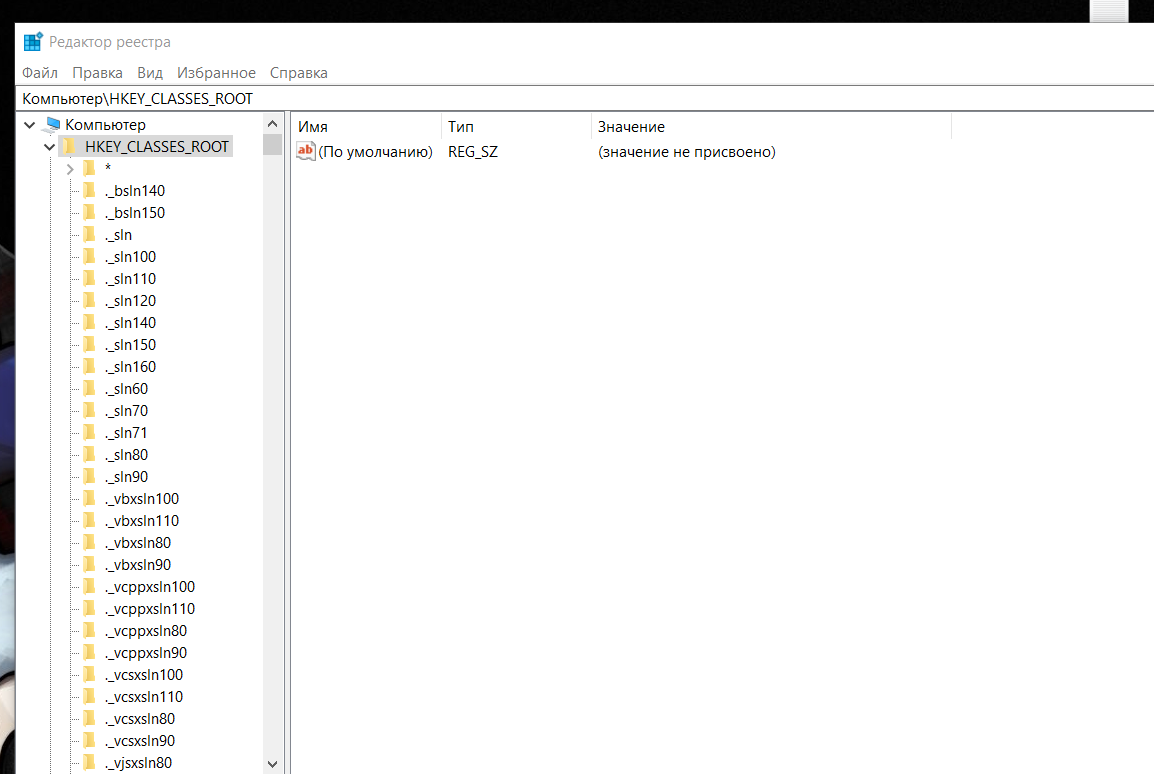 Редактор реестра
Файл Правка Вид Избранное Справка
Компьютер\HKEY_CLASSES_ROOT
Компьютер
HKEY_CLASSES_ROOT
*
._bsln140
._bsln150
._sln
._sln100
._sln110
._sln120
._sln140
._sln150
._sln160
._sln60
._sln70
._sln71
._sln80
._sln90
._vbxsln100
._vbxsln110
._vbxsln80
._vbxsln90
._vcppxsln100
._vcppxsln110
._vcppxsln80
._vcppxsln90
._vcsxsln100
._vcsxsln110
._vcsxsln80
._vcsxsln90
._vjsxsln80
Имя Тип Значение
ab (По умолчанию) REG_SZ (значение не присвоено)